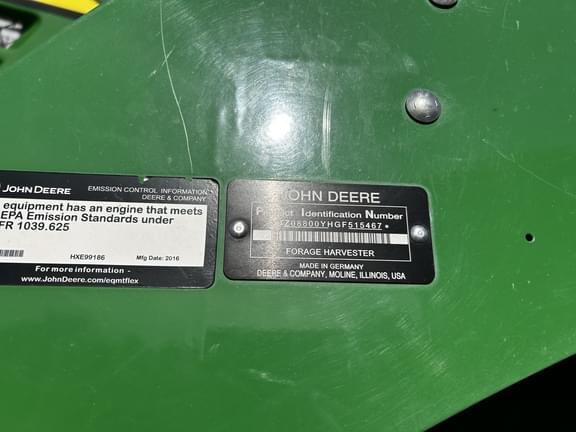 JOHN DEERE
EMISSION CONTROL INFORMATION
DEERE & COMPANY
equipment has an engine that meets
EPA Emission Standards under
FR 1039.625
HXE99186
Mfg Date: 2016
For more information -
www.JohnDeere.com/eqmtflex
JOHN DEERE
Product Identification Number
Z08800YHGF515467*
FORAGE HARVESTER
MADE IN GERMANY
DEERE & COMPANY, MOLINE, ILLINOIS, USA